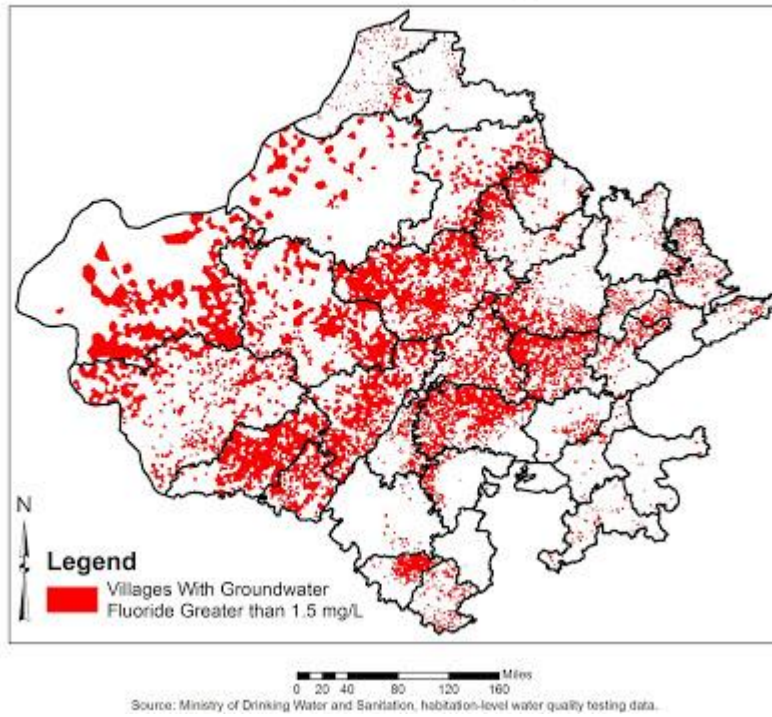 N
Legend
Villages With Groundwater
Fluoride Greater than 1.5 mg/L
Miles
0 20 40 80 120 160
Source: Ministry of Drinking Water and Sanitation, habitation-level water quality testing data.